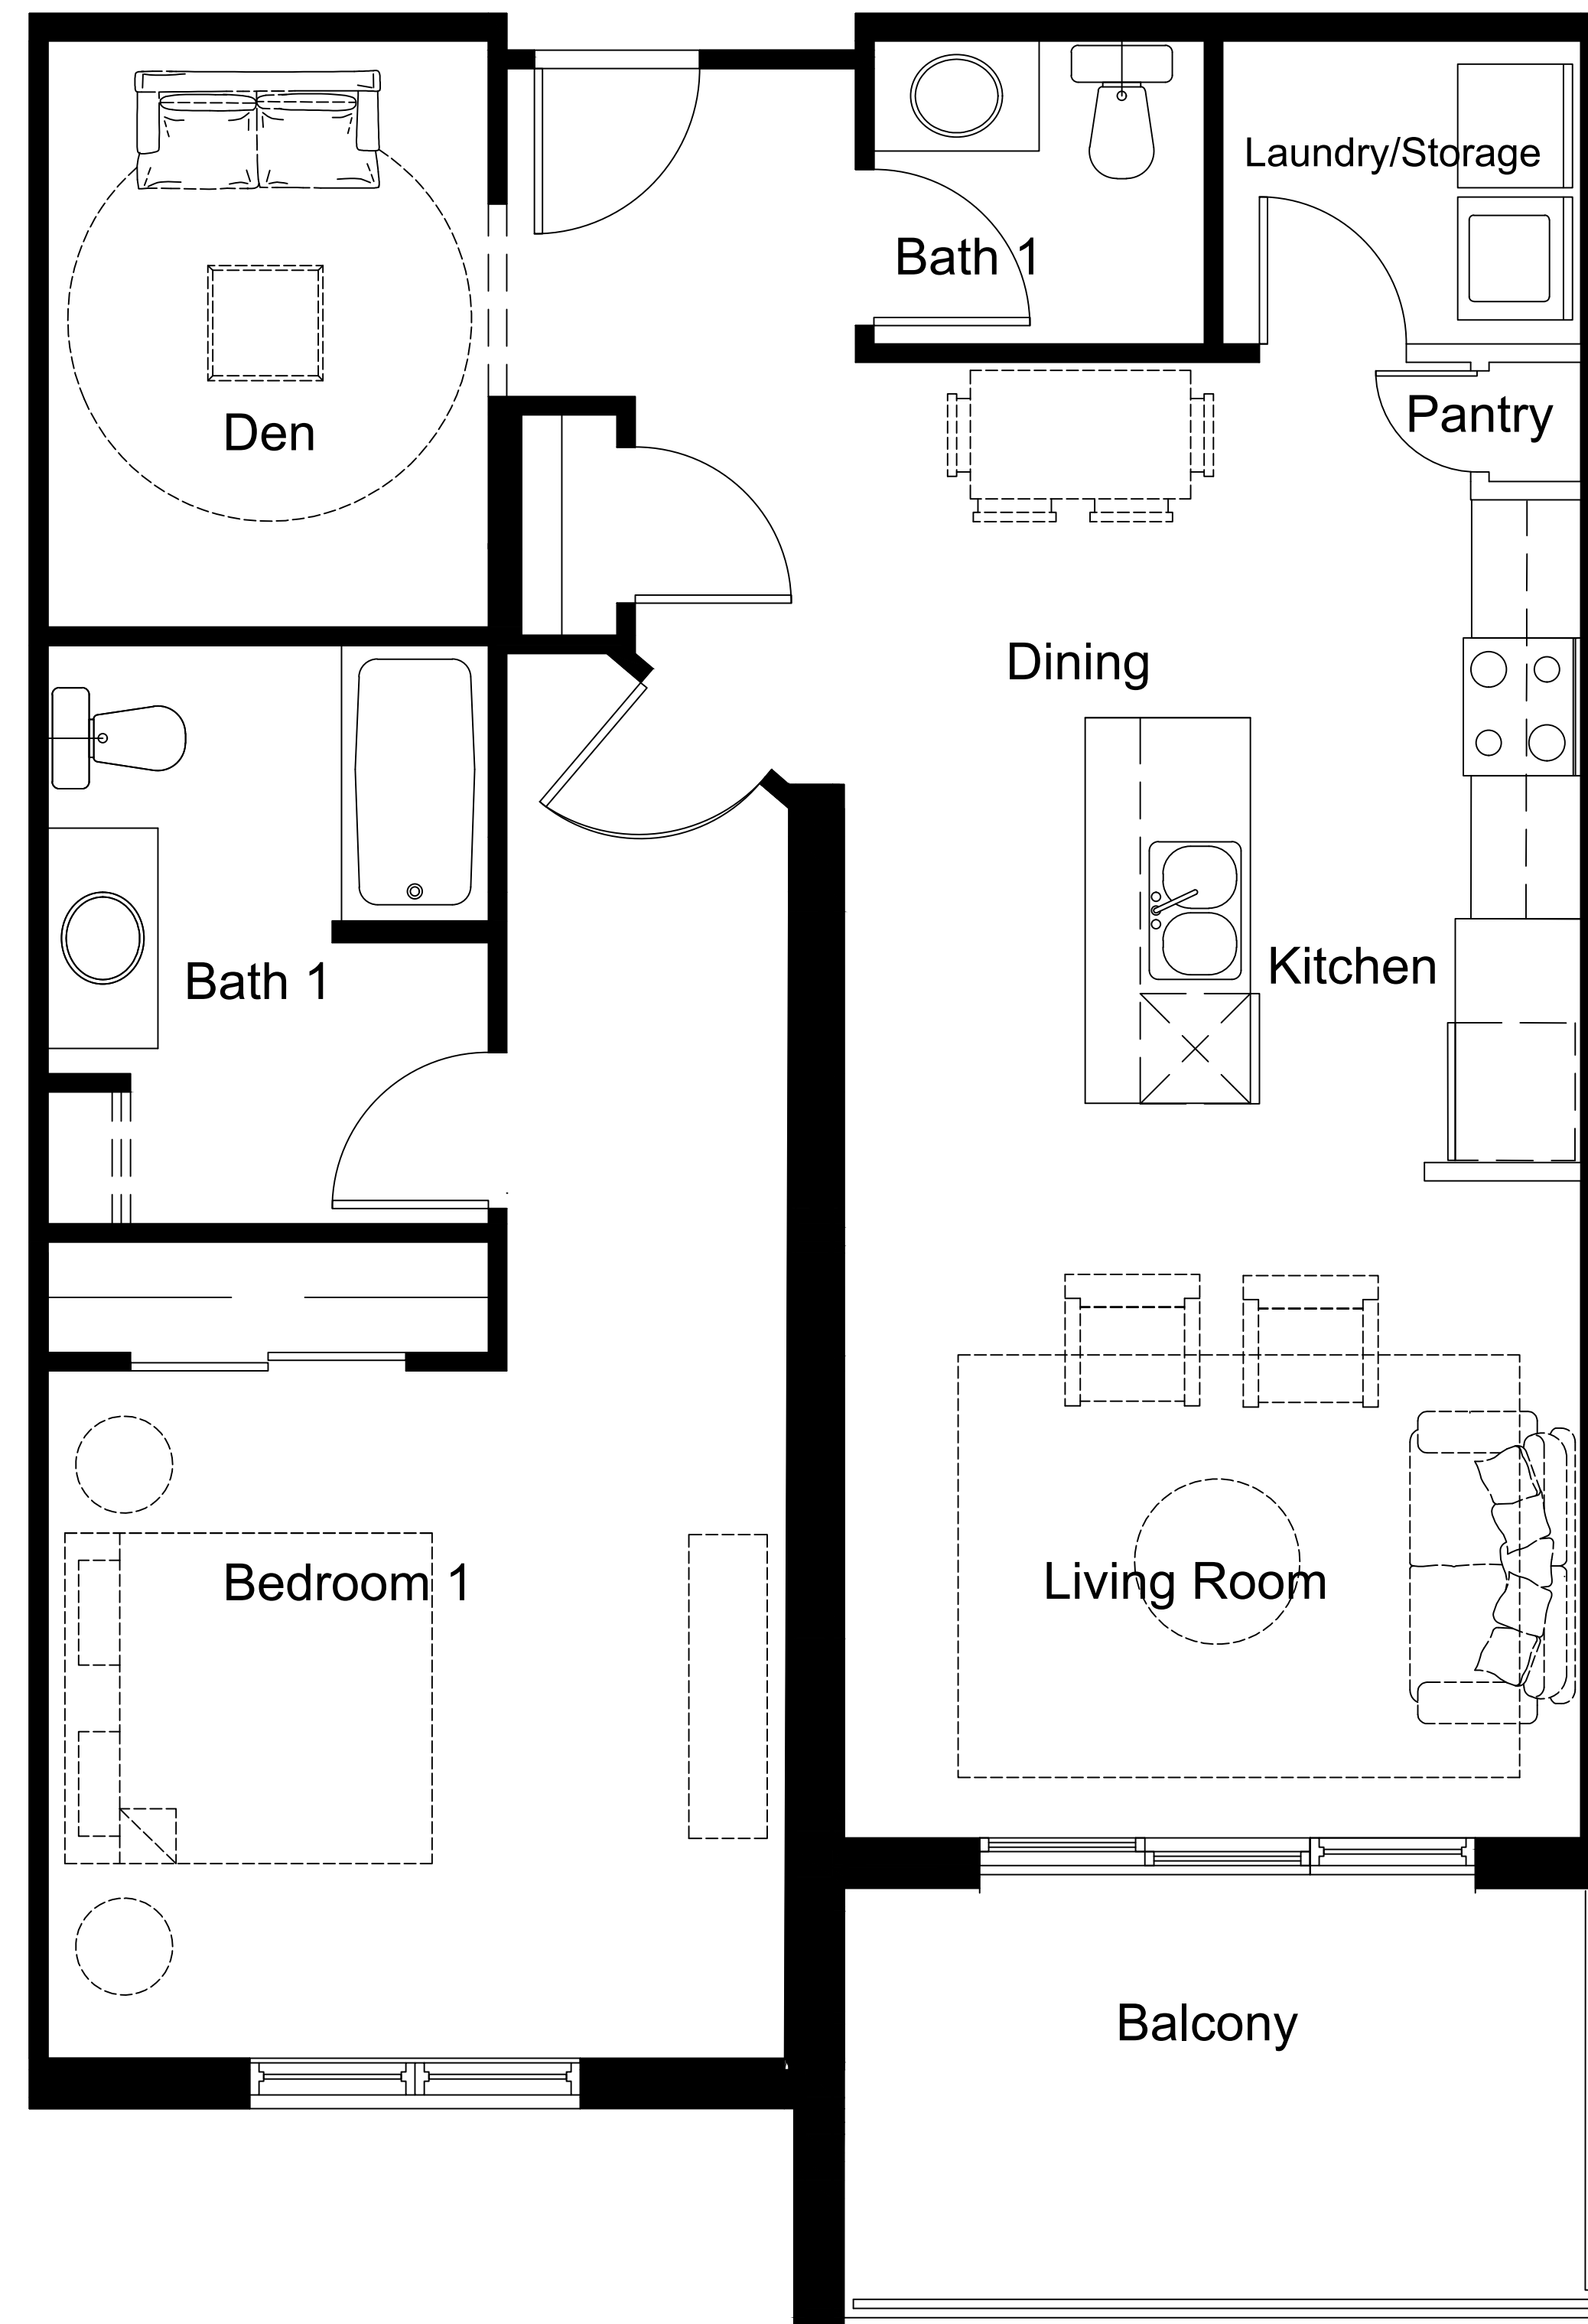 Laundry/Storage
Bath 1
Pantry
Den
Dining
Kitchen
Bath 1
Bedroom 1
Living Room
Balcony